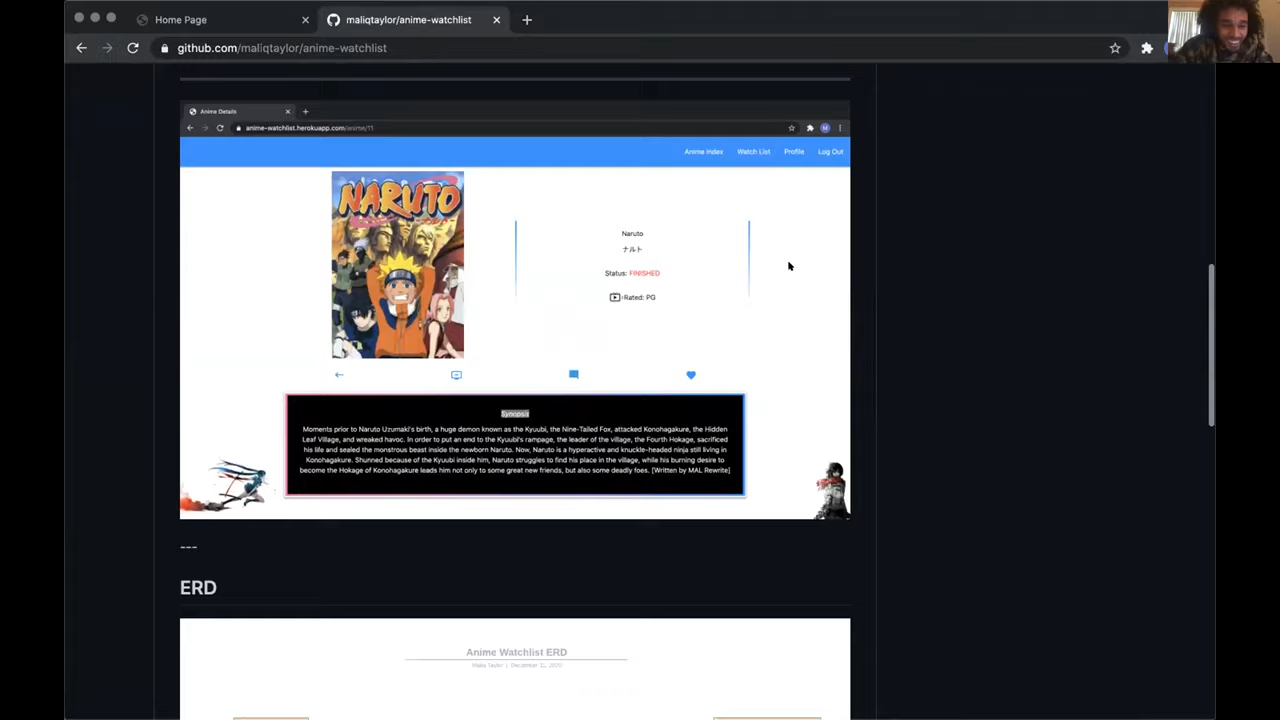 Home Page
maliqtaylor/anime-watchlist
github.com/maliqtaylor/anime-watchlist
Anime Details
anime-watchlist.herokuapp.com/anime/11
Anime Index Watch List Profile Log Out
NARUTO
Naruto
ナルト
Status: FINISHED
Rated: PG
Synopsis
Moments prior to Naruto Uzumaki's birth, a huge demon known as the Kyuubi, the Nine-Tailed Fox, attacked Konohagakure, the Hidden
Leaf Village, and wreaked havoc. In order to put an end to the Kyuubi's rampage, the leader of the village, the Fourth Hokage, sacrificed
his life and sealed the monstrous beast inside the newborn Naruto. Now, Naruto is a hyperactive and knuckle-headed ninja still living in
Konohagakure. Shunned because of the Kyuubi inside him, Naruto struggles to find his place in the village, while his burning desire to
become the Hokage of Konohagakure leads him not only to some great new friends, but also some deadly foes. [Written by MAL Rewrite]
---
ERD
Anime Watchlist ERD